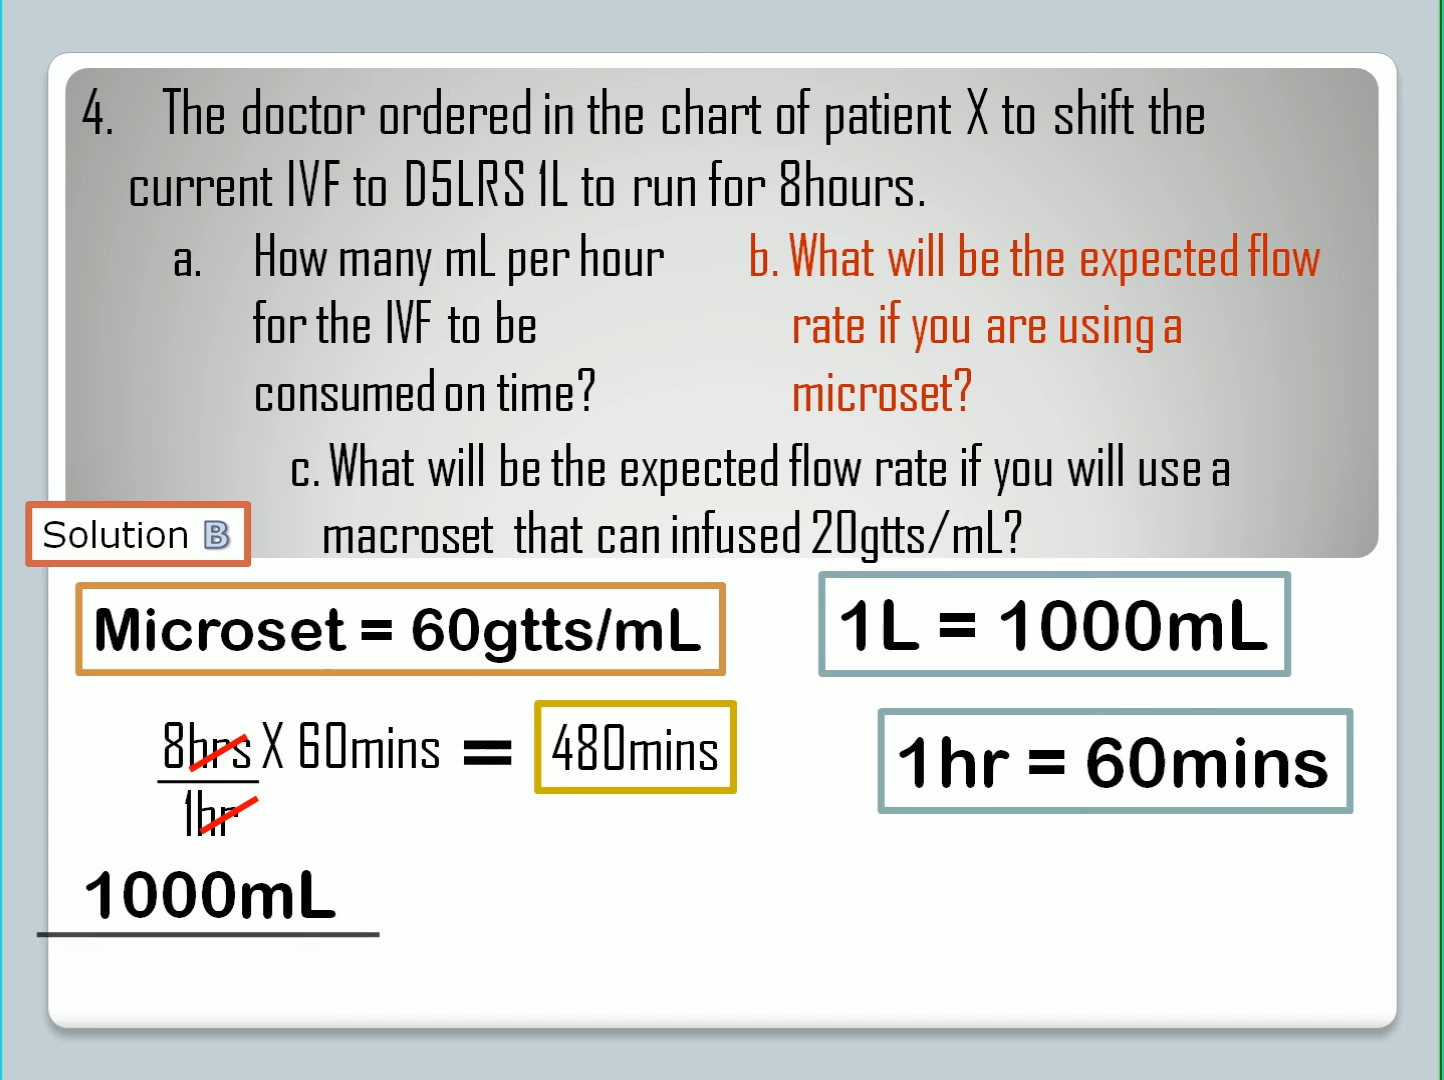 4. The doctor ordered in the chart of patient X to shift the
current IVF to D5LRS 1L to run for 8hours.
a. How many mL per hour
for the IVF to be
consumed on time?
b. What will be the expected flow
rate if you are using a
microset?
c. What will be the expected flow rate if you will use a
macroset that can infused 20gtts/mL?
Solution B
Microset = 60gtts/mL
1L = 1000mL
8hrs X 60mins = 480mins
1hr
1hr = 60mins
1000mL